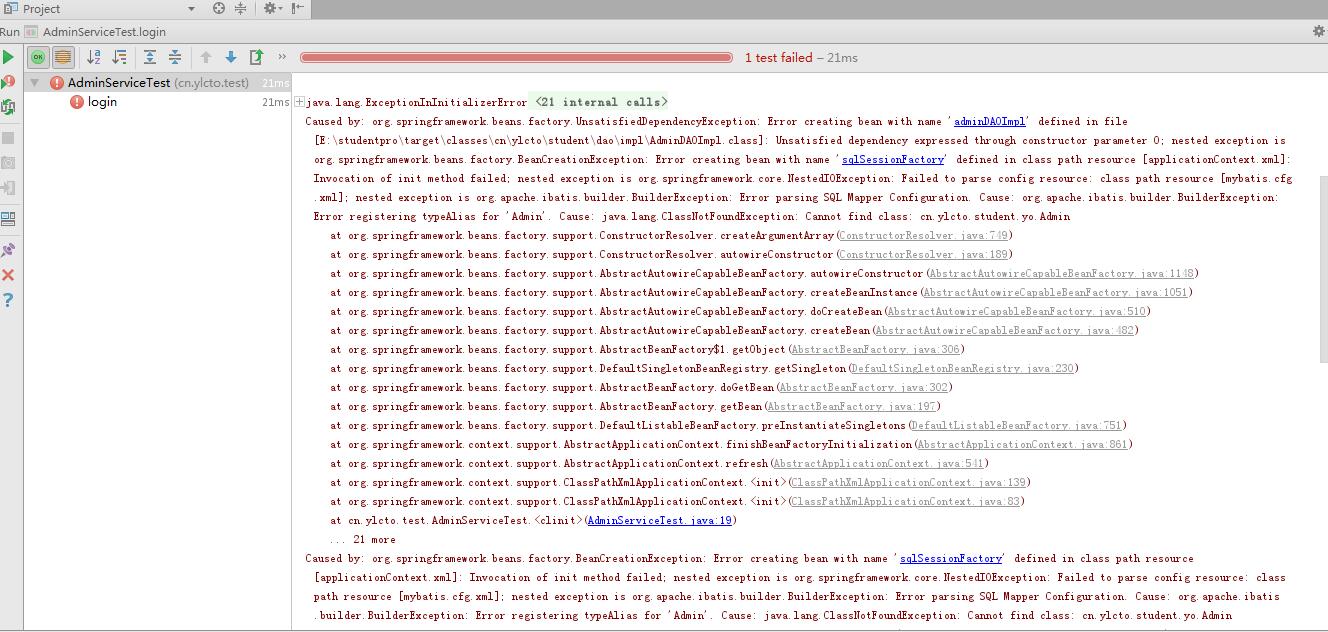 Project
Run AdminServiceTest.login
1 test failed – 21ms
AdminServiceTest (cn.ylcto.test) 21ms
login 21ms
java.lang.ExceptionInInitializerError <21 internal calls>
Caused by: org.springframework.beans.factory.UnsatisfiedDependencyException: Error creating bean with name 'adminDAOImpl' defined in file
[E:\studentpro\target\classes\cn\ylcto\student\dao\impl\AdminDAOImpl.class]: Unsatisfied dependency expressed through constructor parameter 0; nested exception is
org.springframework.beans.factory.BeanCreationException: Error creating bean with name 'sqlSessionFactory' defined in class path resource [applicationContext.xml]:
Invocation of init method failed; nested exception is org.springframework.core.NestedIOException: Failed to parse config resource: class path resource [mybatis.cfg
.xml]; nested exception is org.apache.ibatis.builder.BuilderException: Error parsing SQL Mapper Configuration. Cause: org.apache.ibatis.builder.BuilderException:
Error registering typeAlias for 'Admin'. Cause: java.lang.ClassNotFoundException: Cannot find class: cn.ylcto.student.yo.Admin
at org.springframework.beans.factory.support.ConstructorResolver.createArgumentArray(ConstructorResolver.java:749)
at org.springframework.beans.factory.support.ConstructorResolver.autowireConstructor(ConstructorResolver.java:189)
at org.springframework.beans.factory.support.AbstractAutowireCapableBeanFactory.autowireConstructor(AbstractAutowireCapableBeanFactory.java:1148)
at org.springframework.beans.factory.support.AbstractAutowireCapableBeanFactory.createBeanInstance(AbstractAutowireCapableBeanFactory.java:1051)
at org.springframework.beans.factory.support.AbstractAutowireCapableBeanFactory.doCreateBean(AbstractAutowireCapableBeanFactory.java:510)
at org.springframework.beans.factory.support.AbstractAutowireCapableBeanFactory.createBean(AbstractAutowireCapableBeanFactory.java:482)
at org.springframework.beans.factory.support.AbstractBeanFactory$1.getObject(AbstractBeanFactory.java:306)
at org.springframework.beans.factory.support.DefaultSingletonBeanRegistry.getSingleton(DefaultSingletonBeanRegistry.java:230)
at org.springframework.beans.factory.support.AbstractBeanFactory.doGetBean(AbstractBeanFactory.java:302)
at org.springframework.beans.factory.support.AbstractBeanFactory.getBean(AbstractBeanFactory.java:197)
at org.springframework.beans.factory.support.DefaultListableBeanFactory.preInstantiateSingletons(DefaultListableBeanFactory.java:751)
at org.springframework.context.support.AbstractApplicationContext.finishBeanFactoryInitialization(AbstractApplicationContext.java:861)
at org.springframework.context.support.AbstractApplicationContext.refresh(AbstractApplicationContext.java:541)
at org.springframework.context.support.ClassPathXmlApplicationContext.<init>(ClassPathXmlApplicationContext.java:139)
at org.springframework.context.support.ClassPathXmlApplicationContext.<init>(ClassPathXmlApplicationContext.java:83)
at cn.ylcto.test.AdminServiceTest.<clinit>(AdminServiceTest.java:19)
... 21 more
Caused by: org.springframework.beans.factory.BeanCreationException: Error creating bean with name 'sqlSessionFactory' defined in class path resource
[applicationContext.xml]: Invocation of init method failed; nested exception is org.springframework.core.NestedIOException: Failed to parse config resource: class
path resource [mybatis.cfg.xml]; nested exception is org.apache.ibatis.builder.BuilderException: Error parsing SQL Mapper Configuration. Cause: org.apache.ibatis
.builder.BuilderException: Error registering typeAlias for 'Admin'. Cause: java.lang.ClassNotFoundException: Cannot find class: cn.ylcto.student.yo.Admin